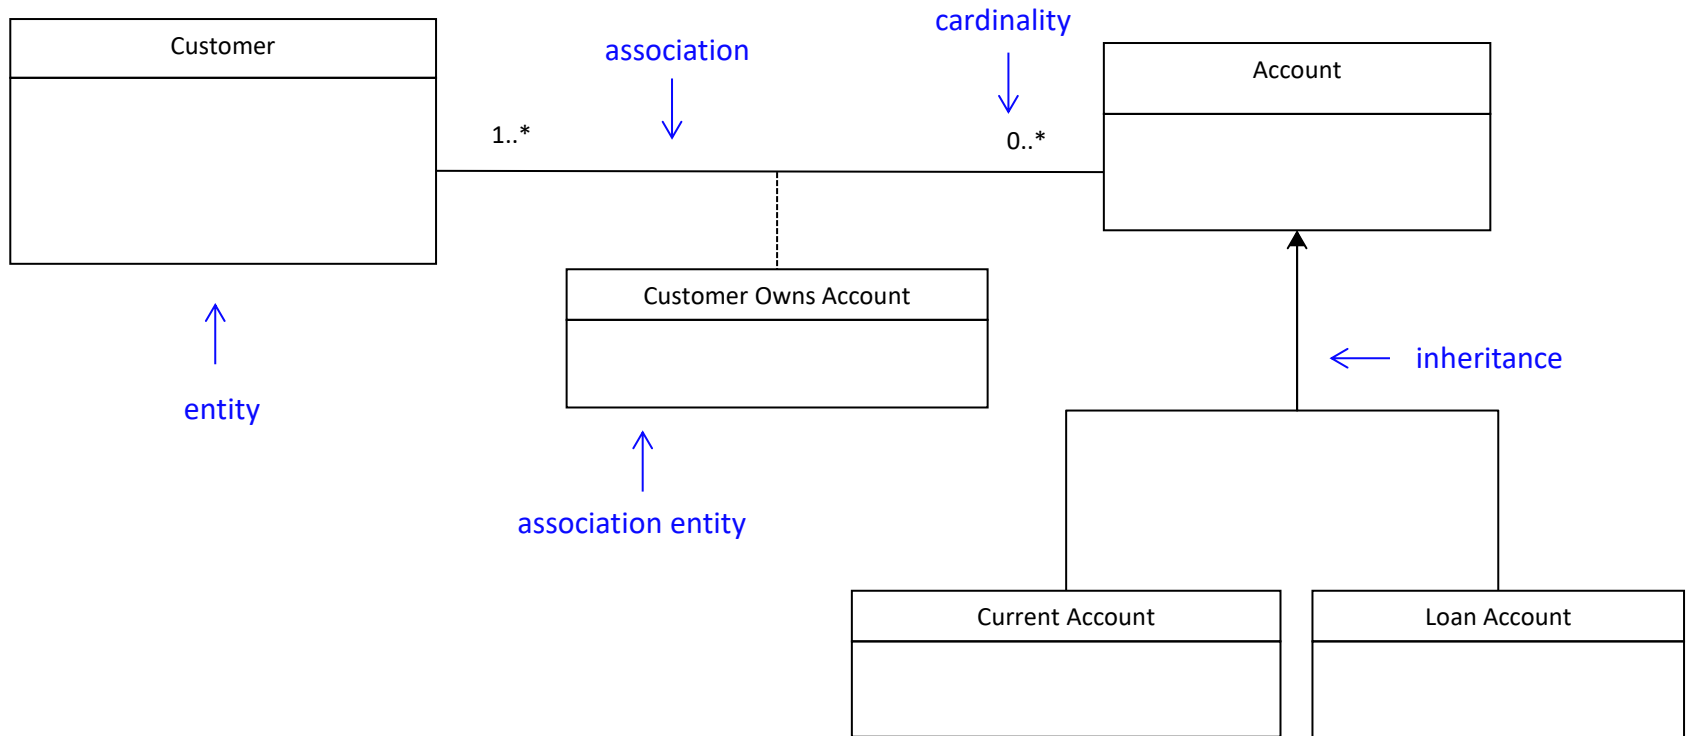 cardinality
Customer
association
Account
1..*
0..*
Customer Owns Account
inheritance
entity
association entity
Current Account
Loan Account